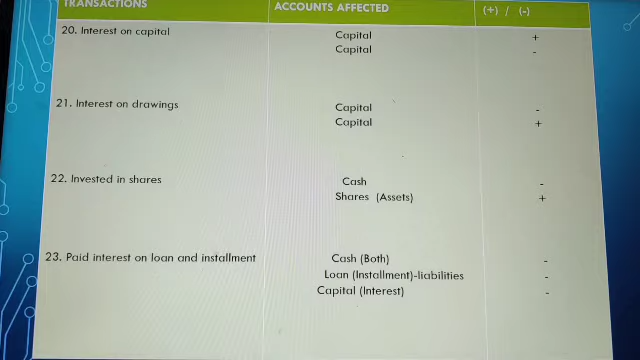 TRANSACTIONS ACCOUNTS AFFECTED (+) / (-)
20. Interest on capital Capital +
Capital -
21. Interest on drawings Capital -
Capital +
22. Invested in shares Cash -
Shares (Assets) +
23. Paid interest on loan and installment Cash (Both) -
Loan (Installment)-liabilities -
Capital (Interest) -